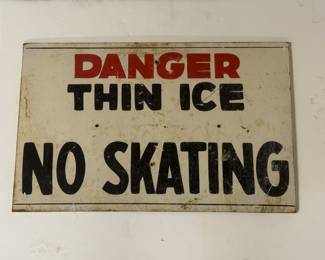 DANGER
THIN ICE
NO SKATING